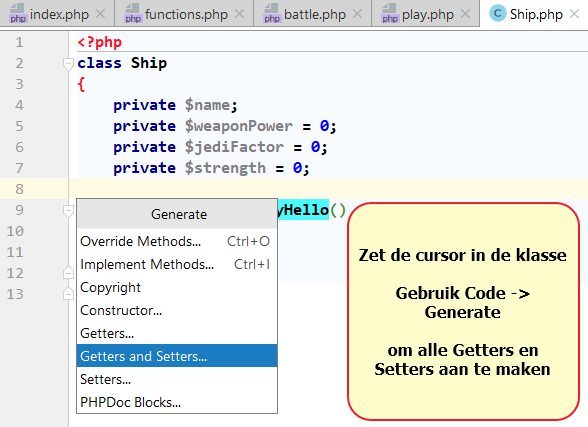 index.php functions.php battle.php play.php Ship.php
1 <?php
2 class Ship
3 {
4 private $name;
5 private $weaponPower = 0;
6 private $jediFactor = 0;
7 private $strength = 0;
8
9 yHello()
10
11
12
13
Generate
Override Methods... Ctrl+O
Implement Methods... Ctrl+I
Copyright
Constructor...
Getters...
Getters and Setters...
Setters...
PHPDoc Blocks...
Zet de cursor in de klasse
Gebruik Code ->
Generate
om alle Getters en
Setters aan te maken